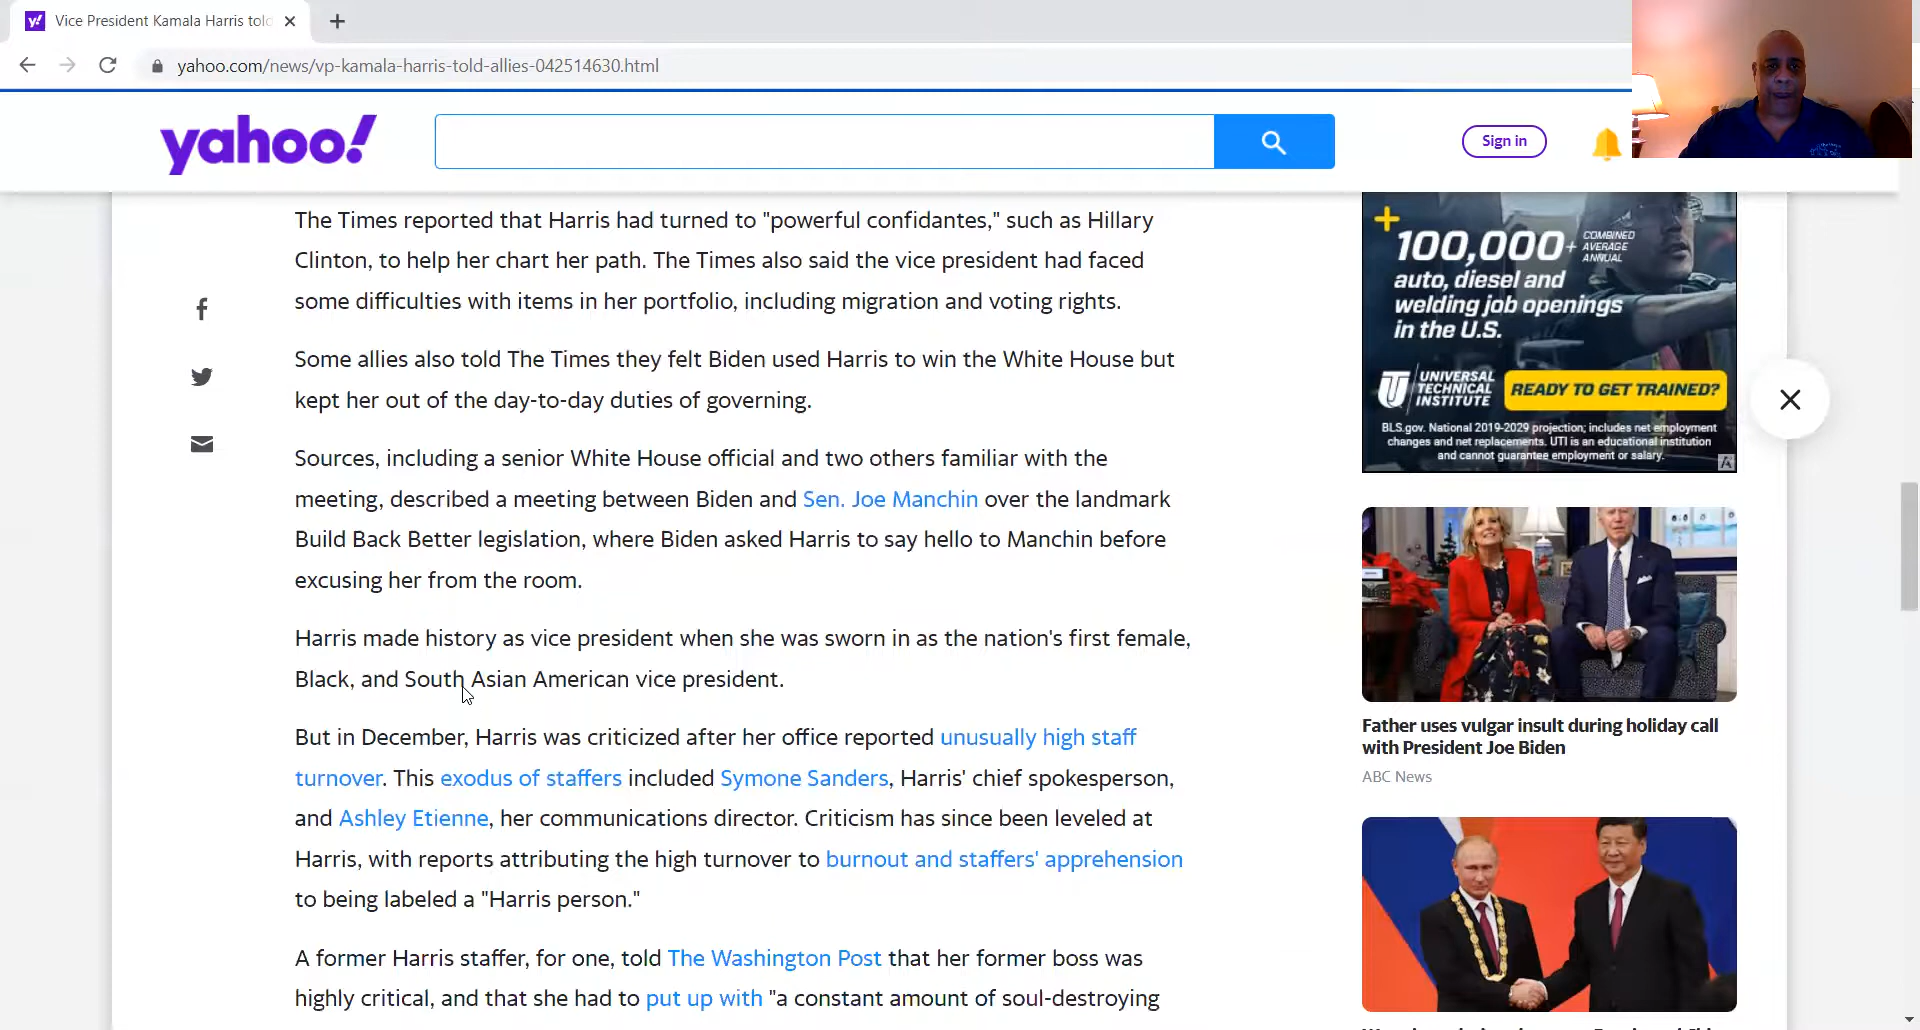 y!
Vice President Kamala Harris told
yahoo.com/news/vp-kamala-harris-told-allies-042514630.html
yahoo!
Sign in
The Times reported that Harris had turned to "powerful confidantes," such as Hillary
Clinton, to help her chart her path. The Times also said the vice president had faced
some difficulties with items in her portfolio, including migration and voting rights.
Some allies also told The Times they felt Biden used Harris to win the White House but
kept her out of the day-to-day duties of governing.
Sources, including a senior White House official and two others familiar with the
meeting, described a meeting between Biden and Sen. Joe Manchin over the landmark
Build Back Better legislation, where Biden asked Harris to say hello to Manchin before
excusing her from the room.
Harris made history as vice president when she was sworn in as the nation's first female,
Black, and South Asian American vice president.
But in December, Harris was criticized after her office reported unusually high staff
turnover. This exodus of staffers included Symone Sanders, Harris' chief spokesperson,
and Ashley Etienne, her communications director. Criticism has since been leveled at
Harris, with reports attributing the high turnover to burnout and staffers' apprehension
to being labeled a "Harris person."
A former Harris staffer, for one, told The Washington Post that her former boss was
highly critical, and that she had to put up with "a constant amount of soul-destroying
100,000+ COMBINED
AVERAGE
ANNUAL
auto, diesel and
welding job openings
in the U.S.
UNIVERSAL
TECHNICAL
INSTITUTE
READY TO GET TRAINED?
BLS.gov. National 2019-2029 projection; includes net employment
changes and net replacements. UTI is an educational institution
and cannot guarantee employment or salary.
Father uses vulgar insult during holiday call
with President Joe Biden
ABC News